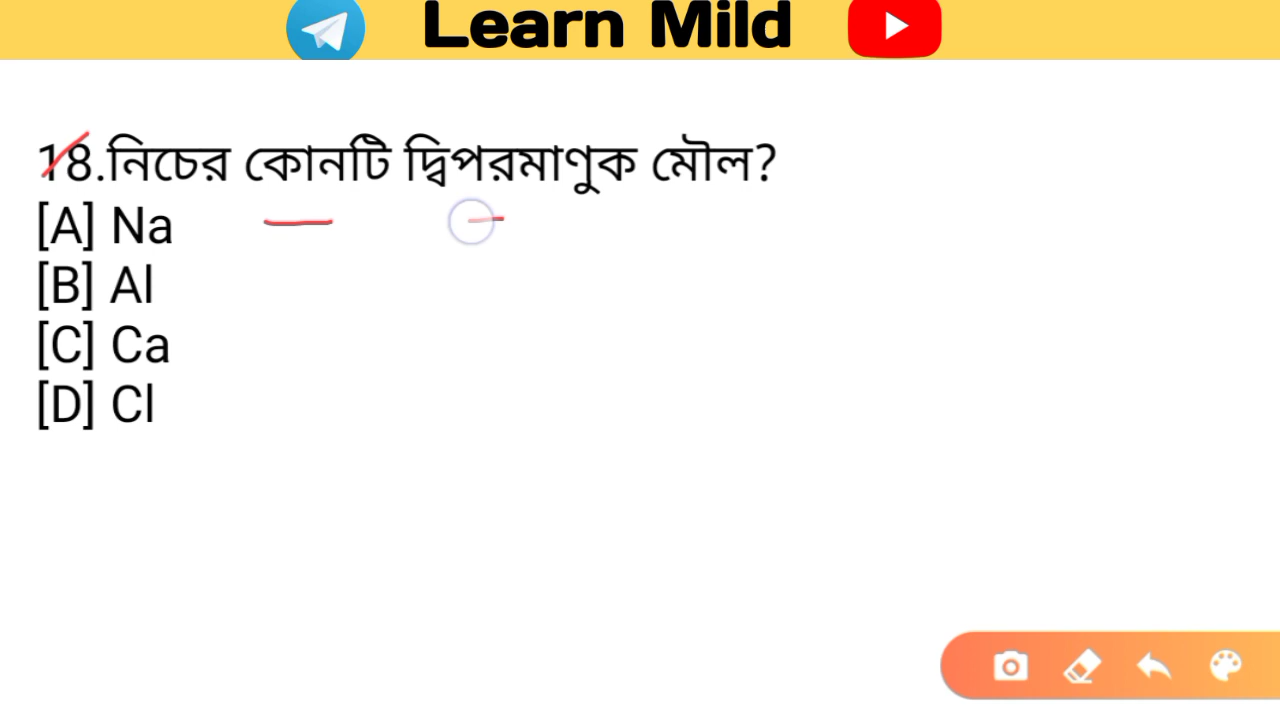 Learn Mild
18.নিচের কোনটি দ্বিপরমাণুক মৌল?
[A] Na
[B] Al
[C] Ca
[D] Cl